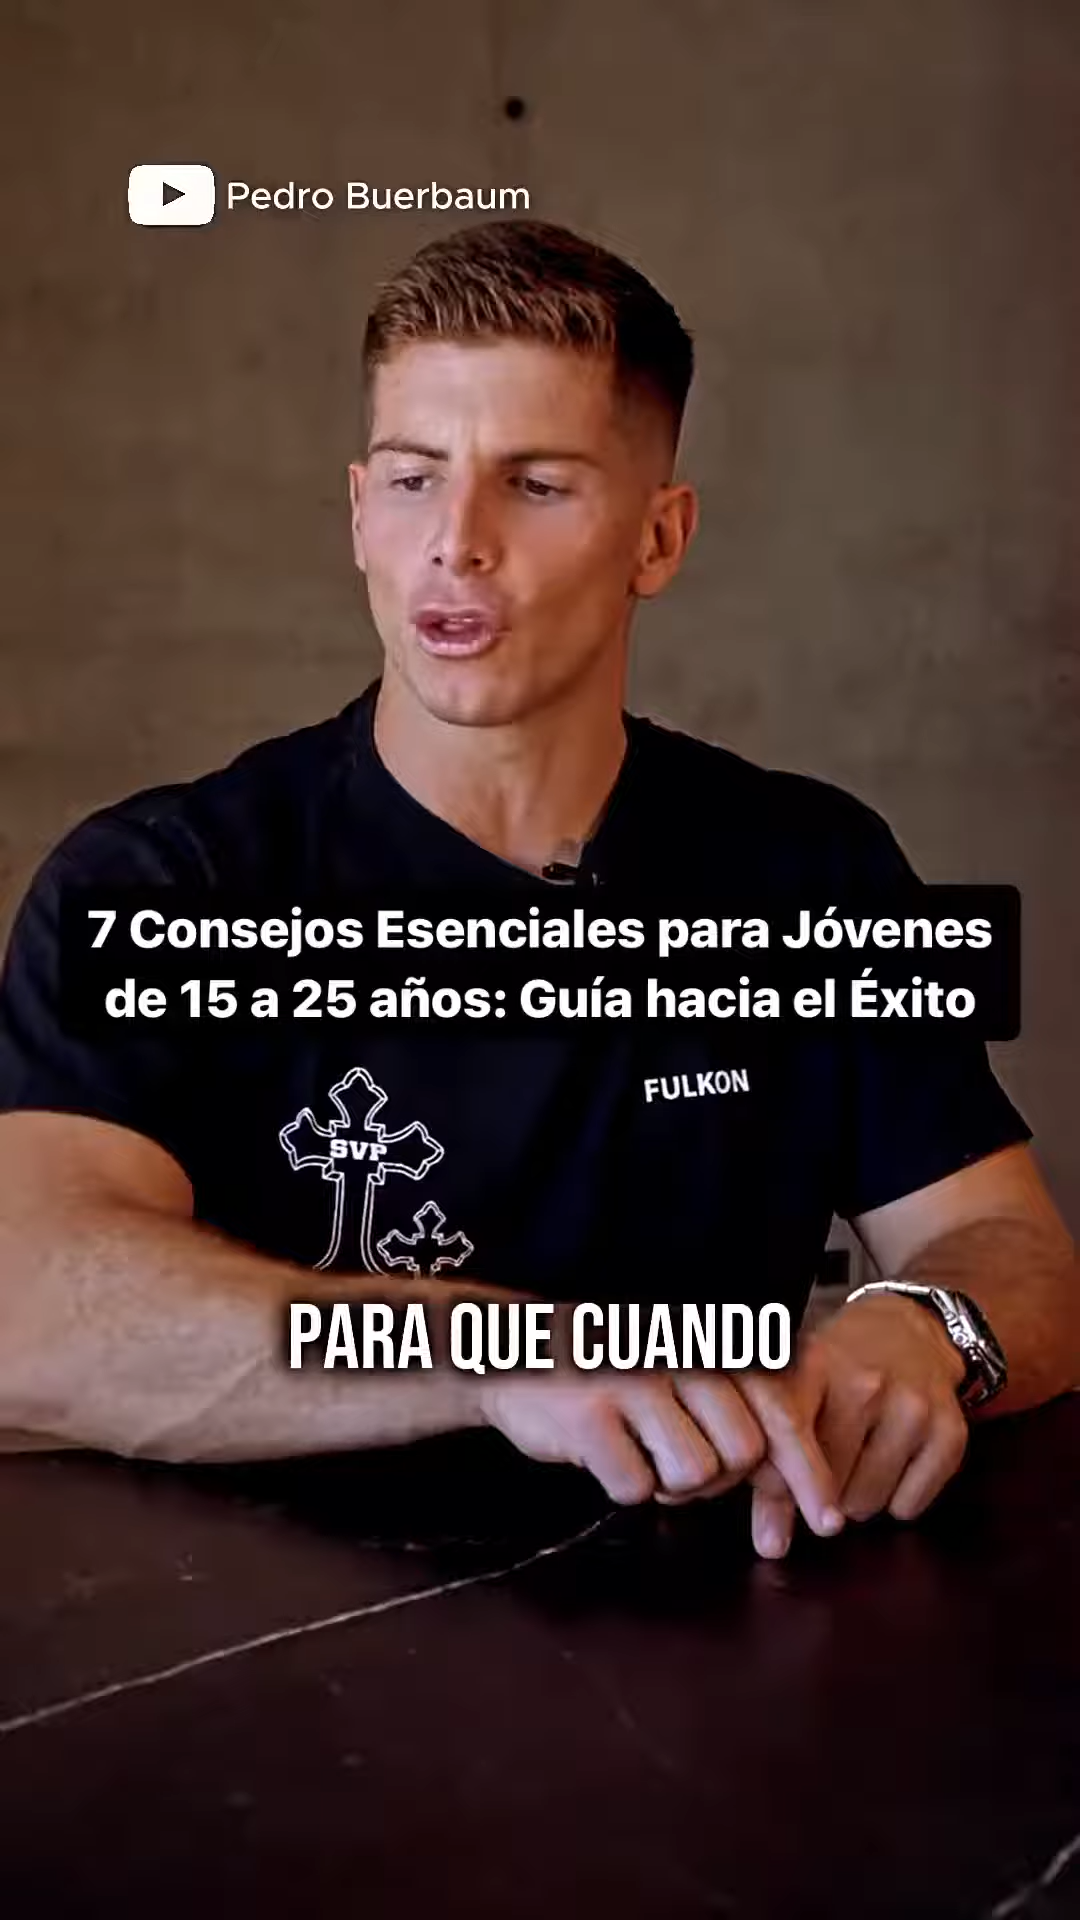 Pedro Buerbaum
7 Consejos Esenciales para Jóvenes
de 15 a 25 años: Guía hacia el Éxito
FULKON
SVP
PARA QUE CUANDO